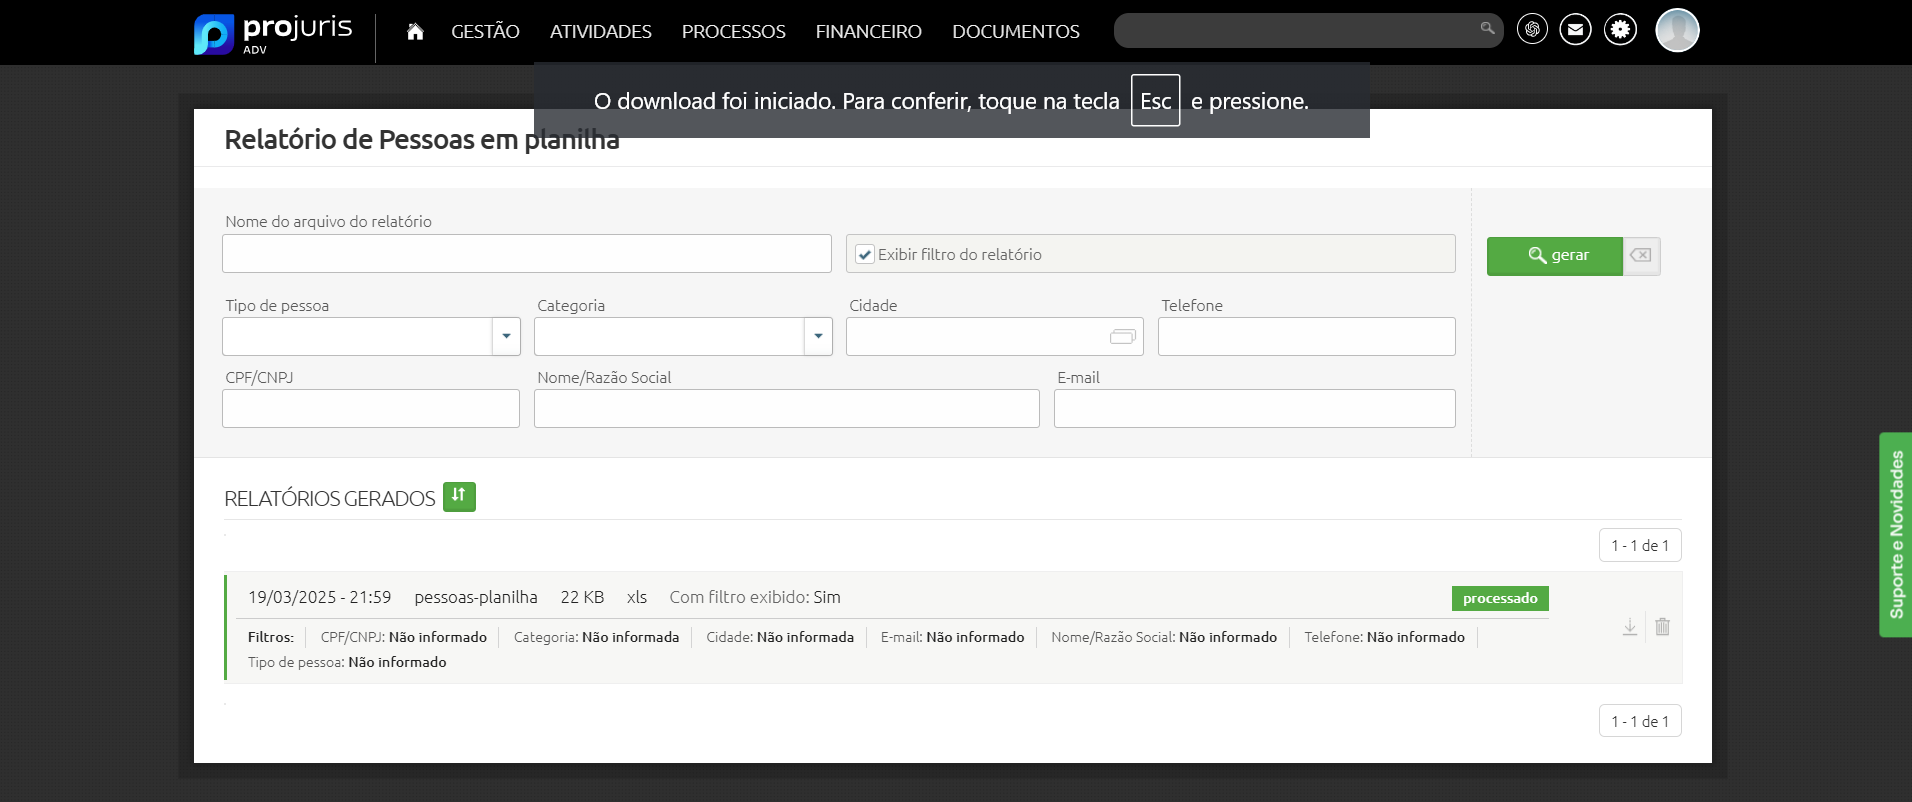 projuris
ADV
GESTÃO ATIVIDADES PROCESSOS FINANCEIRO DOCUMENTOS
O download foi iniciado. Para conferir, toque na tecla Esc e pressione.
Relatório de Pessoas em planilha
Nome do arquivo do relatório
Exibir filtro do relatório
gerar
Tipo de pessoa Categoria Cidade Telefone
CPF/CNPJ Nome/Razão Social E-mail
RELATÓRIOS GERADOS
1 - 1 de 1
19/03/2025 - 21:59 pessoas-planilha 22 KB xls Com filtro exibido: Sim processado
Filtros: CPF/CNPJ: Não informado Categoria: Não informada Cidade: Não informada E-mail: Não informado Nome/Razão Social: Não informado Telefone: Não informado
Tipo de pessoa: Não informado
1 - 1 de 1
Suporte e Novidades